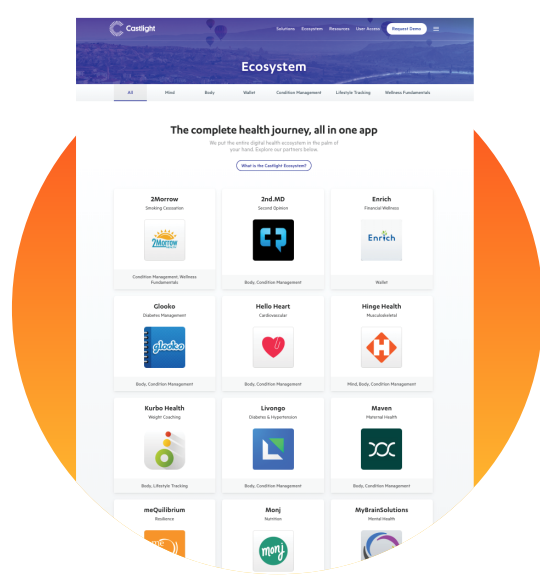 Castlight
Solutions Ecosystem Resources User Access Request Demo
Ecosystem
All Mind Body Wallet Condition Management Lifestyle Tracking Wellness Fundamentals
The complete health journey, all in one app
We put the entire digital health ecosystem in the palm of
your hand. Explore our partners below.
What is the Castlight Ecosystem?
2Morrow
Smoking Cessation
2Morrow
Condition Management, Wellness
Fundamentals
2nd.MD
Second Opinion
Body, Condition Management
Enrich
Financial Wellness
Enrich
Wallet
Glooko
Diabetes Management
glooko
Body, Condition Management
Hello Heart
Cardiovascular
Body, Condition Management
Hinge Health
Musculoskeletal
Mind, Body, Condition Management
Kurbo Health
Weight Coaching
Body, Lifestyle Tracking
Livongo
Diabetes & Hypertension
Body, Condition Management
Maven
Maternal Health
Body, Condition Management
meQuilibrium
Resilience
me
Monj
Nutrition
monj
MyBrainSolutions
Mental Health